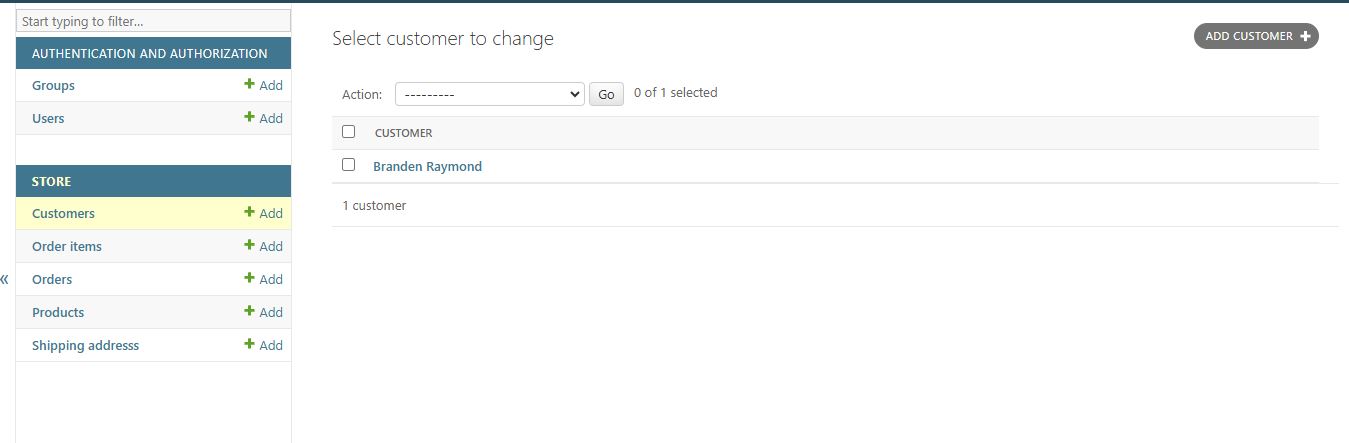 Start typing to filter...
AUTHENTICATION AND AUTHORIZATION
Groups + Add
Users + Add
STORE
Customers + Add
Order items + Add
Orders + Add
Products + Add
Shipping addresss + Add
«
Select customer to change
ADD CUSTOMER +
Action: --------- Go 0 of 1 selected
CUSTOMER
Branden Raymond
1 customer